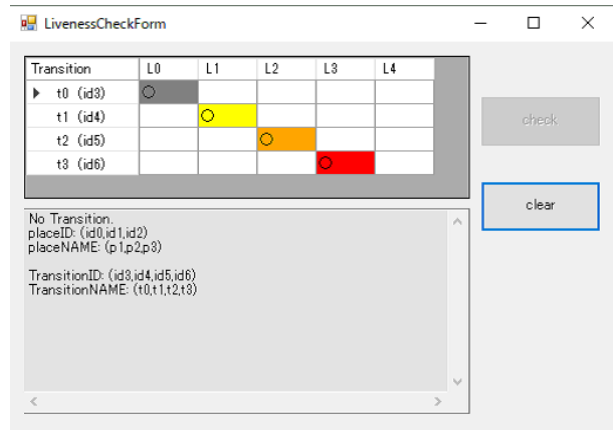 LivenessCheckForm
Transition L0 L1 L2 L3 L4
t0 (id3)
t1 (id4)
t2 (id5)
t3 (id6)
check
clear
No Transition.
placeID: (id0,id1,id2)
placeNAME: (p1,p2,p3)
TransitionID: (id3,id4,id5,id6)
TransitionNAME: (t0,t1,t2,t3)